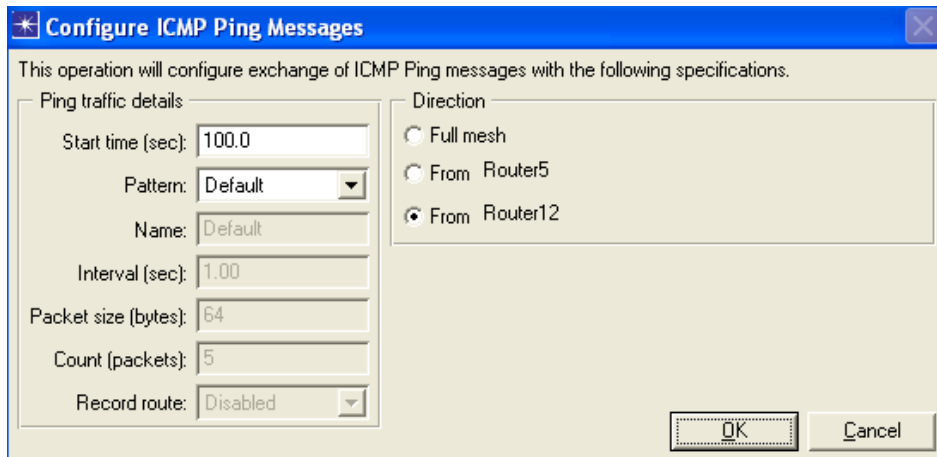 Configure ICMP Ping Messages
This operation will configure exchange of ICMP Ping messages with the following specifications.
Ping traffic details
Start time (sec): 100.0
Pattern: Default
Name: Default
Interval (sec): 1.00
Packet size (bytes): 64
Count (packets): 5
Record route: Disabled
Direction
Full mesh
From Router5
From Router12
OK
Cancel